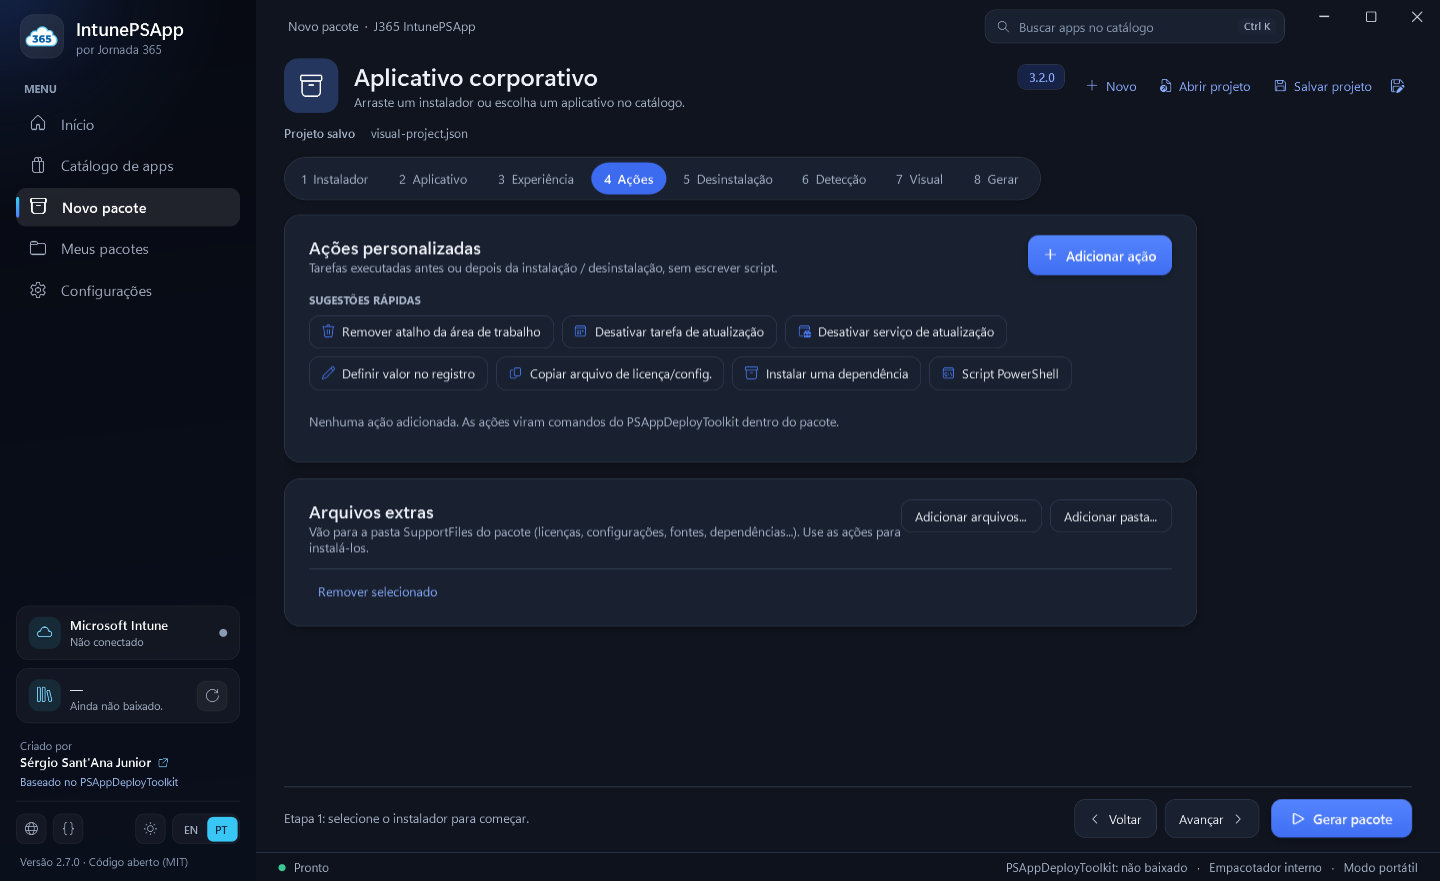 IntunePSApp
por Jornada 365
365
MENU
Início
Catálogo de apps
Novo pacote
Meus pacotes
Configurações
Microsoft Intune
Não conectado
—
Ainda não baixado.
Criado por
Sérgio Sant'Ana Junior
Baseado no PSAppDeployToolkit
EN
PT
Versão 2.7.0 · Código aberto (MIT)
Novo pacote · J365 IntunePSApp
Buscar apps no catálogo
Ctrl K
Aplicativo corporativo
Arraste um instalador ou escolha um aplicativo no catálogo.
3.2.0
Novo
Abrir projeto
Salvar projeto
Projeto salvo visual-project.json
1 Instalador
2 Aplicativo
3 Experiência
4 Ações
5 Desinstalação
6 Detecção
7 Visual
8 Gerar
Ações personalizadas
Tarefas executadas antes ou depois da instalação / desinstalação, sem escrever script.
Adicionar ação
SUGESTÕES RÁPIDAS
Remover atalho da área de trabalho
Desativar tarefa de atualização
Desativar serviço de atualização
Definir valor no registro
Copiar arquivo de licença/config.
Instalar uma dependência
Script PowerShell
Nenhuma ação adicionada. As ações viram comandos do PSAppDeployToolkit dentro do pacote.
Arquivos extras
Vão para a pasta SupportFiles do pacote (licenças, configurações, fontes, dependências...). Use as ações para
instalá-los.
Adicionar arquivos...
Adicionar pasta...
Remover selecionado
Etapa 1: selecione o instalador para começar.
Voltar
Avançar
Gerar pacote
Pronto
PSAppDeployToolkit: não baixado · Empacotador interno · Modo portátil